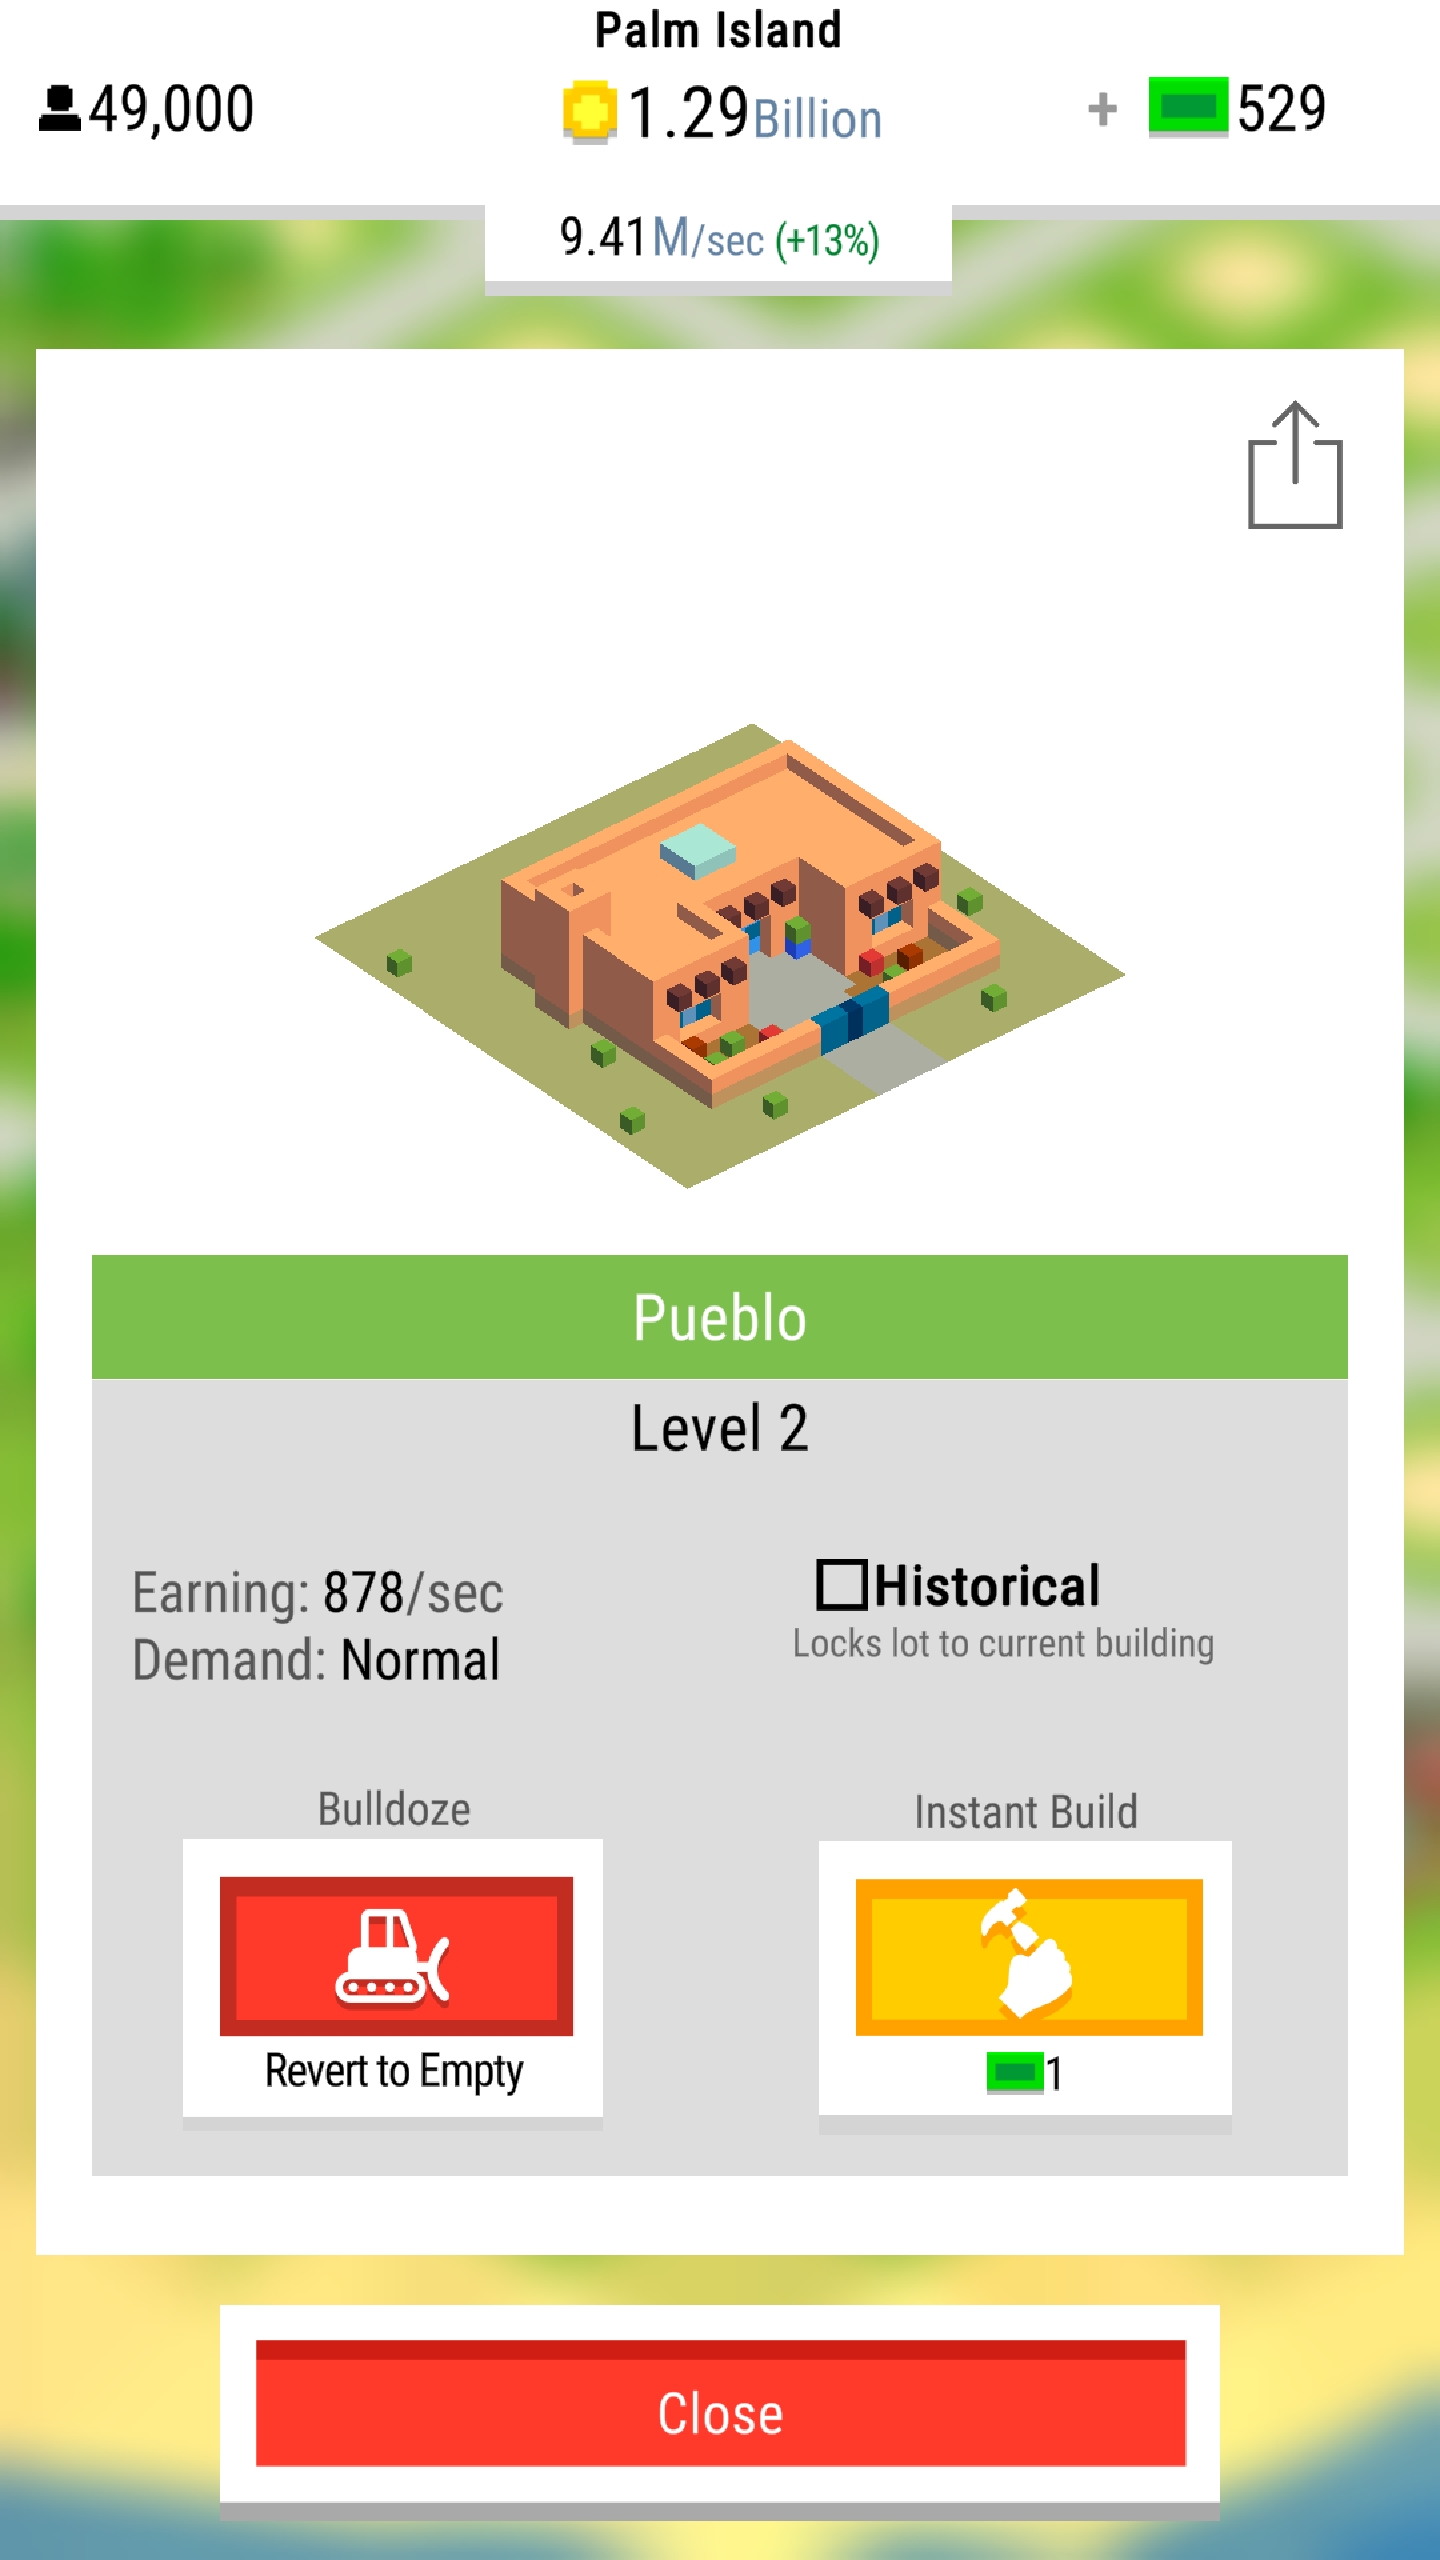 Palm Island
49,000 1.29Billion + 529
9.41M/sec (+13%)
Pueblo
Level 2
Earning: 878/sec
Demand: Normal
Historical
Locks lot to current building
Bulldoze
Revert to Empty
Instant Build
1
Close